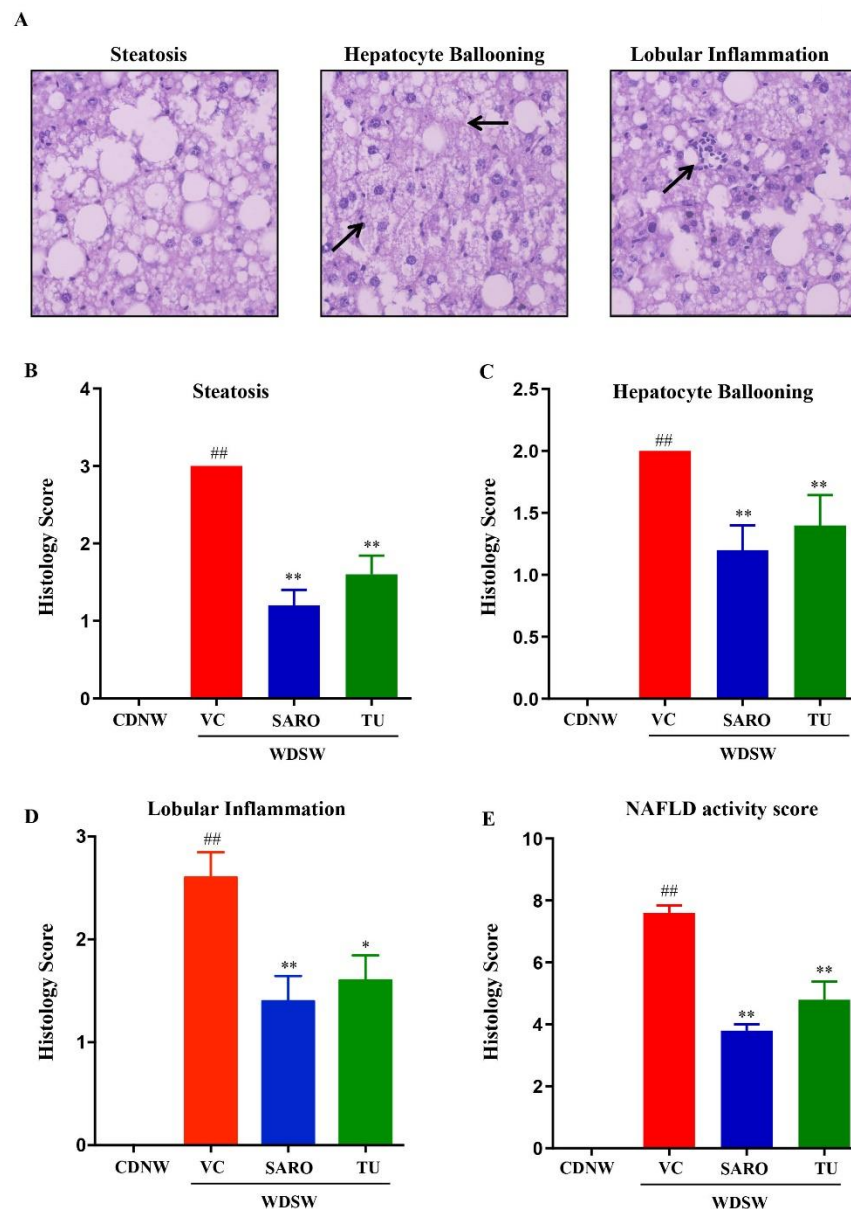 A
Steatosis
Hepatocyte Ballooning
Lobular Inflammation
B
Steatosis
Histology Score
4
3
2
1
0
##
**
**
CDNW
VC
SARO
TU
WDSW
C
Hepatocyte Ballooning
Histology Score
2.5
2.0
1.5
1.0
0.5
0.0
##
**
**
CDNW
VC
SARO
TU
WDSW
D
Lobular Inflammation
Histology Score
3
2
1
0
##
**
*
CDNW
VC
SARO
TU
WDSW
E
NAFLD activity score
Histology Score
10
8
6
4
2
0
##
**
**
CDNW
VC
SARO
TU
WDSW